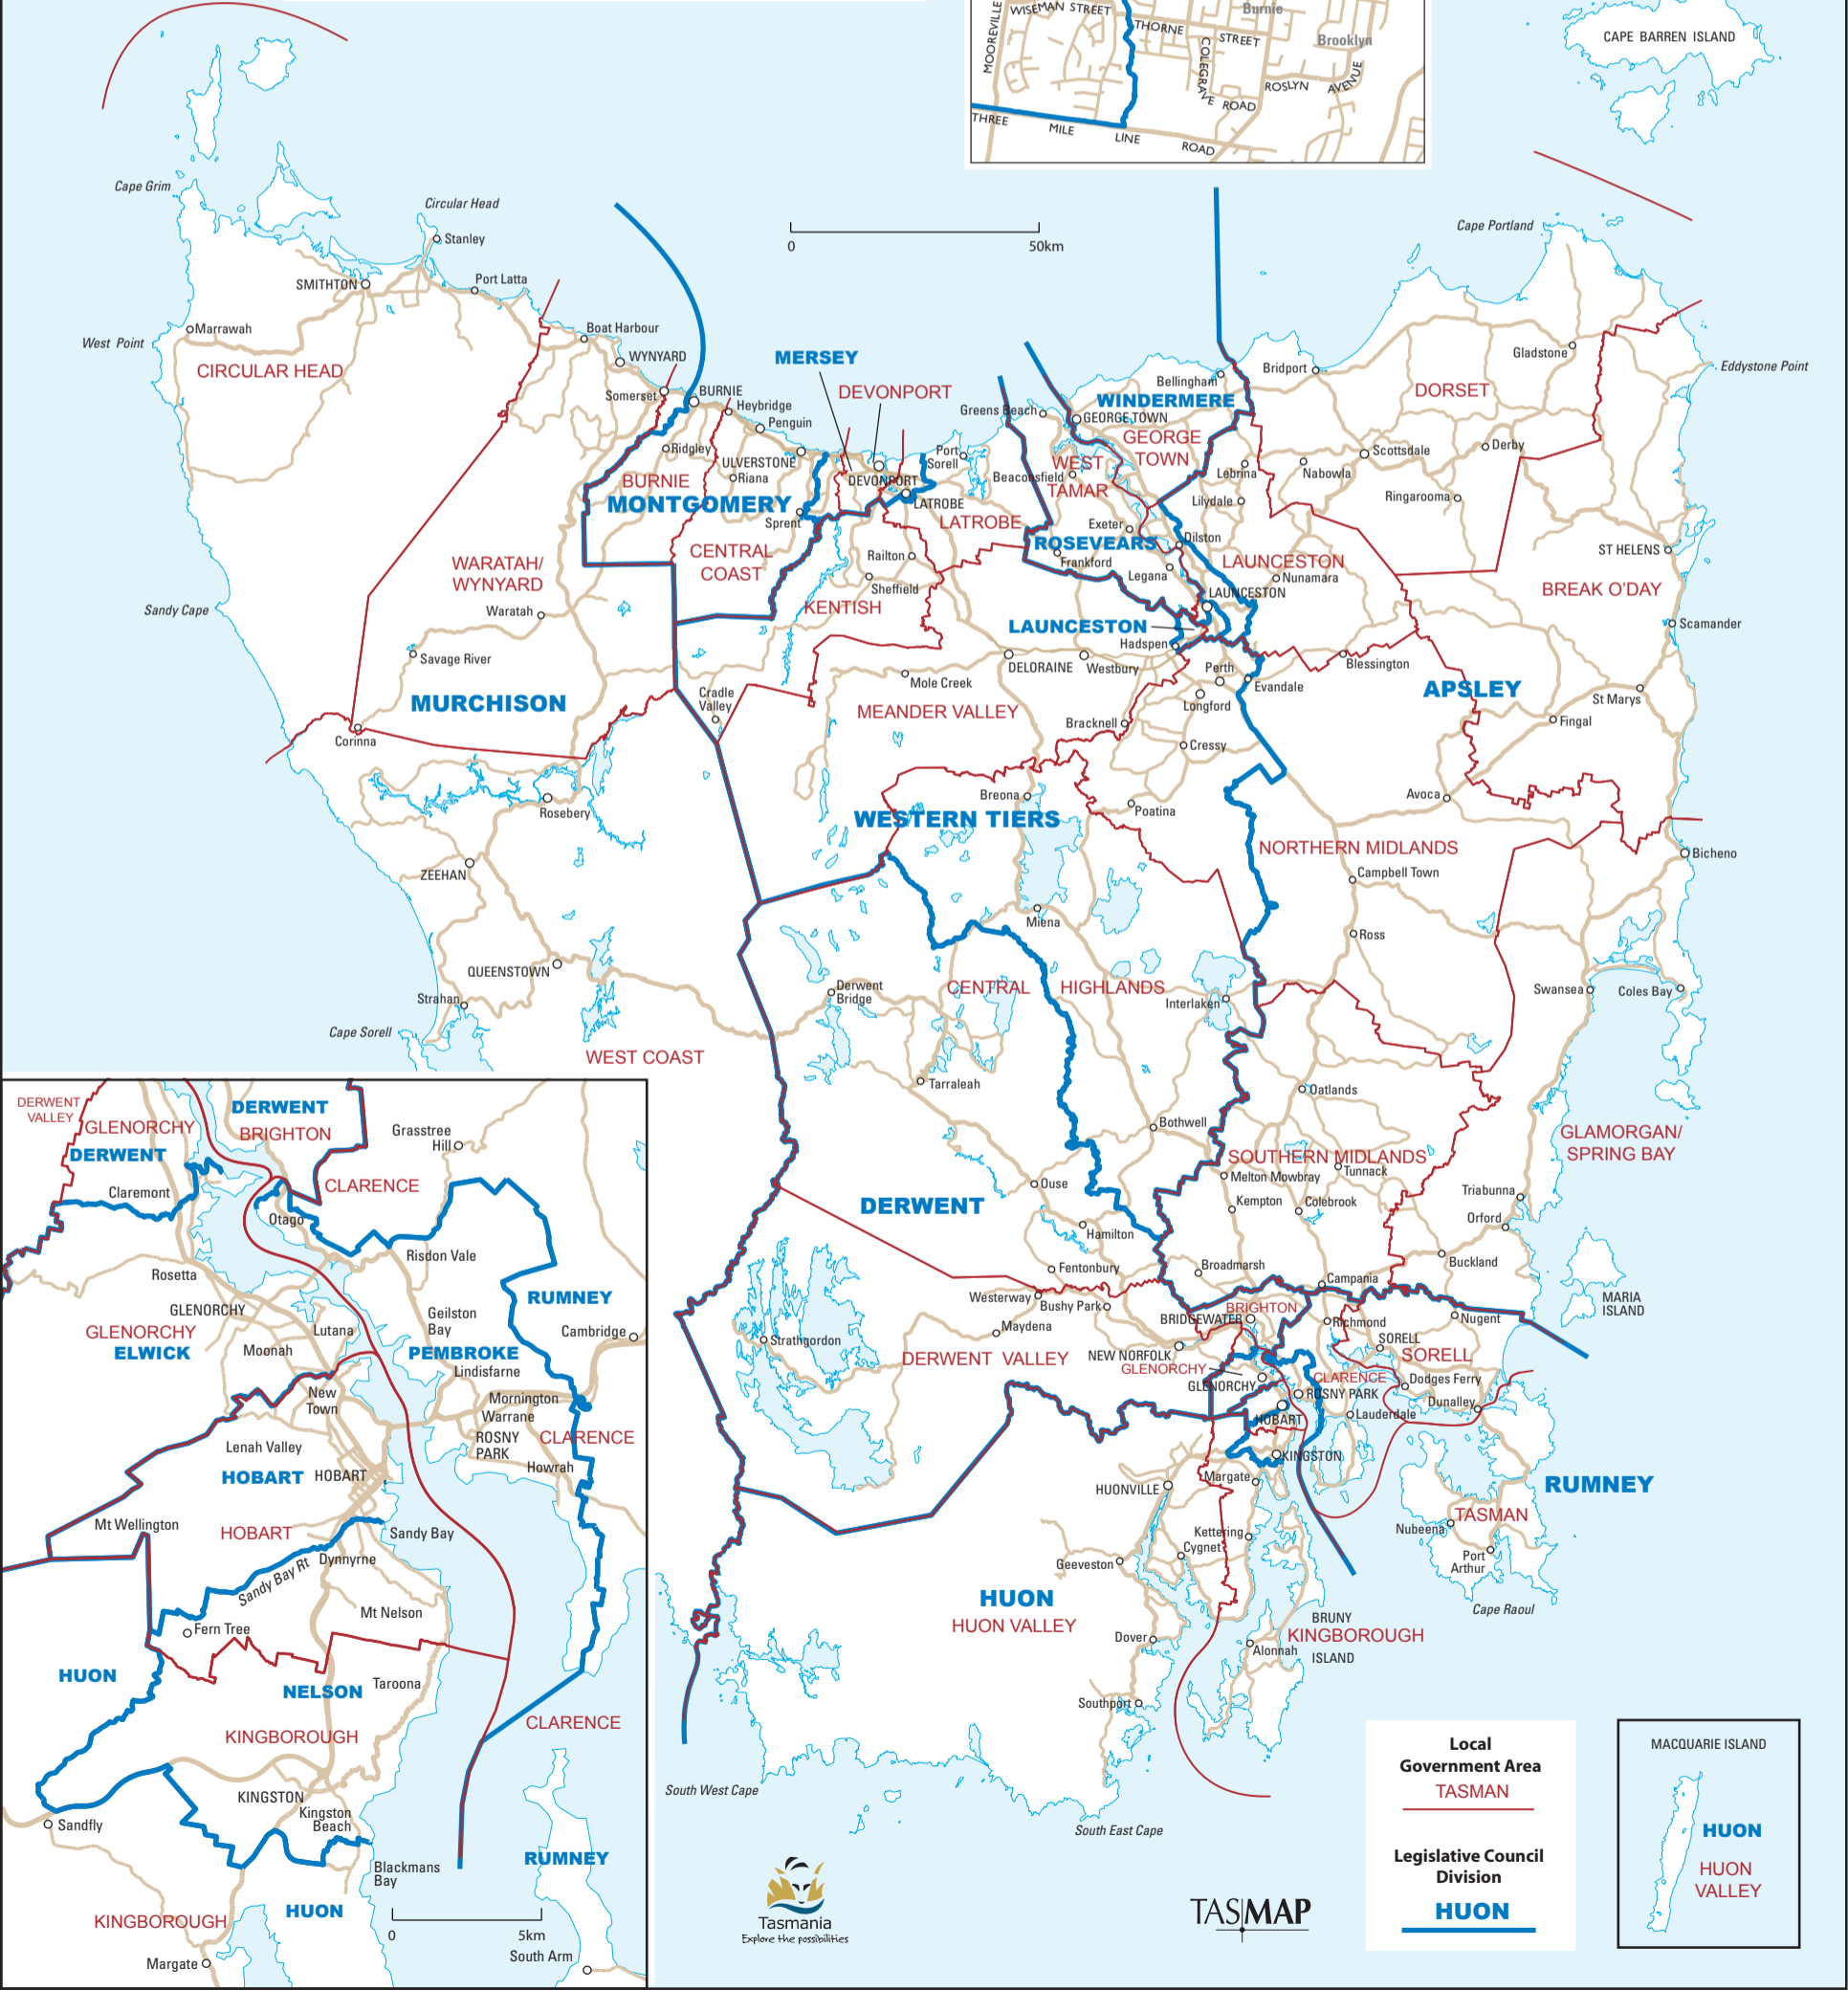 MOOREVILLE
WISEMAN STREET
THORNE
STREET
COLEGRAVE
ROAD
Burnie
Brooklyn
ROSLYN
AVENUE
THREE
MILE
LINE
ROAD
CAPE BARREN ISLAND
Cape Grim
Circular Head
Stanley
SMITHTON
Port Latta
Marrawah
West Point
CIRCULAR HEAD
Boat Harbour
WYNYARD
Somerset
BURNIE
Heybridge
Penguin
Ridgley
ULVERSTONE
Riana
BURNIE
MONTGOMERY
Sprent
CENTRAL
COAST
0
50km
MERSEY
DEVONPORT
DEVONPORT
LATROBE
Port
Sorell
LATROBE
Railton
Sheffield
KENTISH
Greens Beach
Bellingham
WINDERMERE
GEORGE TOWN
GEORGE
TOWN
WEST
TAMAR
Beaconsfield
Exeter
ROSEVEARS
Frankford
Legana
Dilston
Lebrina
Lilydale
LAUNCESTON
Nunamara
LAUNCESTON
LAUNCESTON
Hadspen
Cape Portland
Bridport
Gladstone
Eddystone Point
DORSET
Scottsdale
Derby
Nabowla
Ringarooma
ST HELENS
BREAK O'DAY
Scamander
WARATAH/
WYNYARD
Waratah
Sandy Cape
Savage River
MURCHISON
Corinna
Cradle
Valley
Mole Creek
DELORAINE
Westbury
MEANDER VALLEY
Bracknell
Perth
Evandale
Longford
Cressy
Blessington
APSLEY
St Marys
Fingal
Avoca
Rosebery
ZEEHAN
Breona
WESTERN TIERS
Poatina
NORTHERN MIDLANDS
Campbell Town
Bicheno
Miena
Ross
QUEENSTOWN
Strahan
Cape Sorell
WEST COAST
Derwent
Bridge
CENTRAL
HIGHLANDS
Interlaken
Swansea
Coles Bay
Tarraleah
Oatlands
Bothwell
GLAMORGAN/
SPRING BAY
SOUTHERN MIDLANDS
Tunnack
Melton Mowbray
Kempton
Colebrook
Triabunna
Orford
Ouse
DERWENT
Hamilton
Buckland
Fentonbury
Broadmarsh
Campania
MARIA
ISLAND
Westerway
Bushy Park
BRIDGEWATER
BRIGHTON
Richmond
Nugent
Maydena
Strathgordon
NEW NORFOLK
DERWENT VALLEY
GLENORCHY
GLENORCHY
SORELL
SORELL
CLARENCE
Dodges Ferry
ROSNY PARK
Dunalley
HOBART
Lauderdale
KINGSTON
RUMNEY
HUONVILLE
Margate
TASMAN
Nubeena
Port
Arthur
Kettering
Cygnet
Geeveston
Cape Raoul
HUON
HUON VALLEY
Dover
BRUNY
KINGBOROUGH
Alonnah
ISLAND
Southport
South West Cape
South East Cape
DERWENT
VALLEY
GLENORCHY
DERWENT
DERWENT
BRIGHTON
Grasstree
Hill
Claremont
CLARENCE
Otago
Risdon Vale
Rosetta
RUMNEY
GLENORCHY
GLENORCHY
ELWICK
Lutana
Moonah
Geilston
Bay
Cambridge
PEMBROKE
Lindisfarne
New
Town
Mornington
Warrane
ROSNY
PARK
CLARENCE
Lenah Valley
HOBART
HOBART
Howrah
Mt Wellington
HOBART
Sandy Bay
Dynnyrne
Sandy Bay Rt
Mt Nelson
Fern Tree
HUON
NELSON
Taroona
KINGBOROUGH
CLARENCE
KINGSTON
Kingston
Beach
Sandfly
Blackmans
Bay
RUMNEY
KINGBOROUGH
HUON
0
5km
Margate
South Arm
Tasmania
Explore the possibilities
TASMAP
Local
Government Area
TASMAN
Legislative Council
Division
HUON
MACQUARIE ISLAND
HUON
HUON
VALLEY